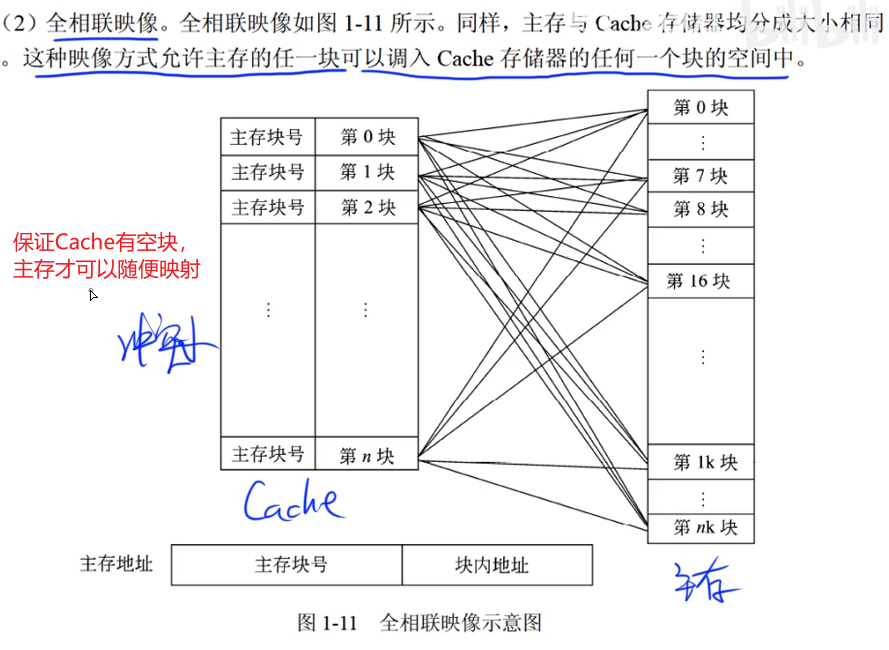 （2）全相联映像。全相联映像如图 1-11 所示。同样，主存与 Cache 存储器均分成大小相同
。这种映像方式允许主存的任一块可以调入 Cache 存储器的任何一个块的空间中。
主存块号 第 0 块
主存块号 第 1 块
主存块号 第 2 块
⋮ ⋮
主存块号 第 n 块
第 0 块
⋮
第 7 块
第 8 块
⋮
第 16 块
⋮
第 1k 块
⋮
第 nk 块
保证Cache有空块，
主存才可以随便映射
冲突小
Cache
主存
主存地址 主存块号 块内地址
图 1-11 全相联映像示意图